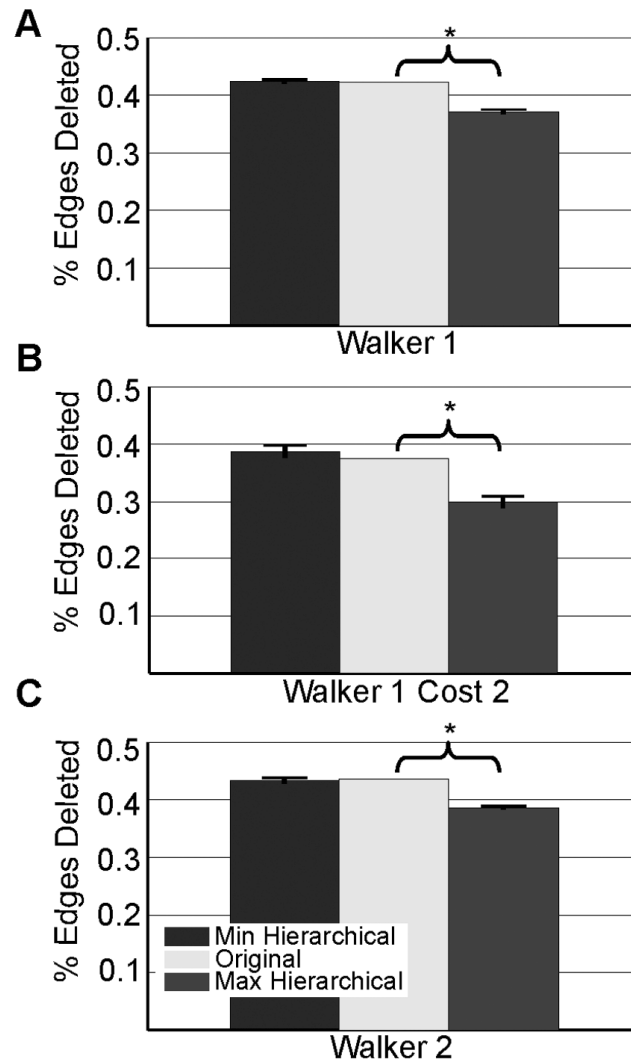 A
% Edges Deleted
0.5
0.4
0.3
0.2
0.1
*
Walker 1
B
% Edges Deleted
0.5
0.4
0.3
0.2
0.1
*
Walker 1 Cost 2
C
% Edges Deleted
0.5
0.4
0.3
0.2
0.1
*
Min Hierarchical
Original
Max Hierarchical
Walker 2